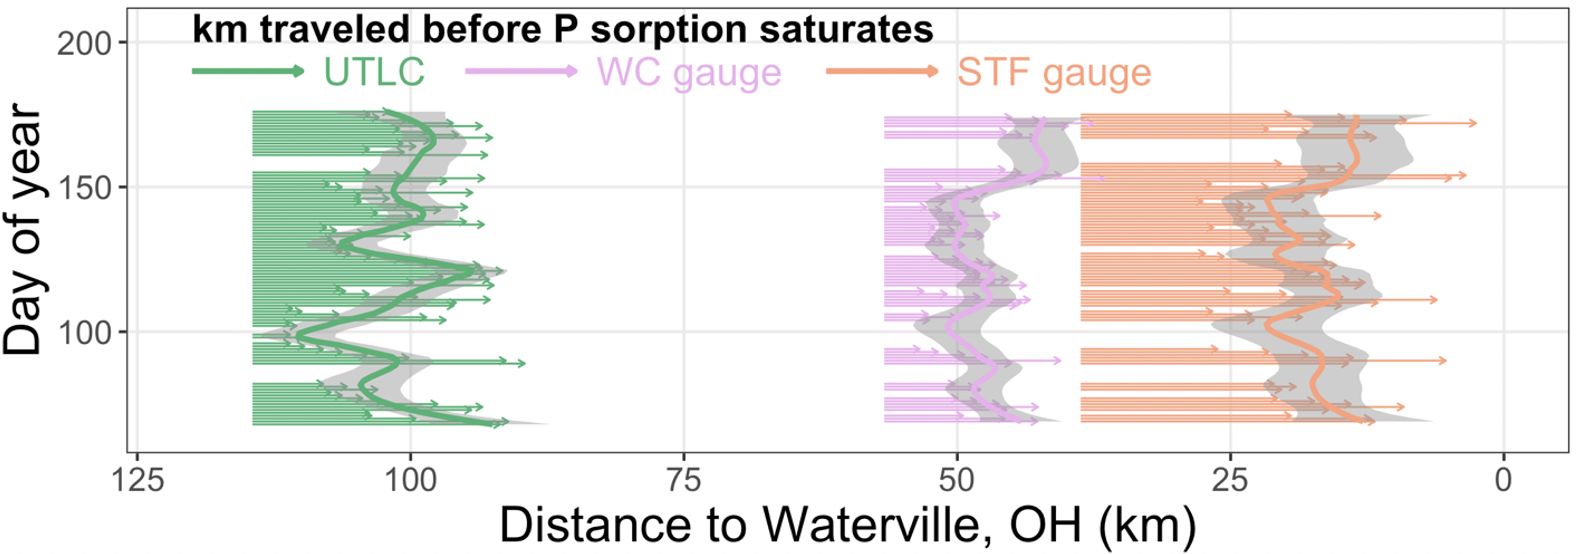 km traveled before P sorption saturates
UTLC WC gauge STF gauge
200
150
100
Day of year
125 100 75 50 25 0
Distance to Waterville, OH (km)